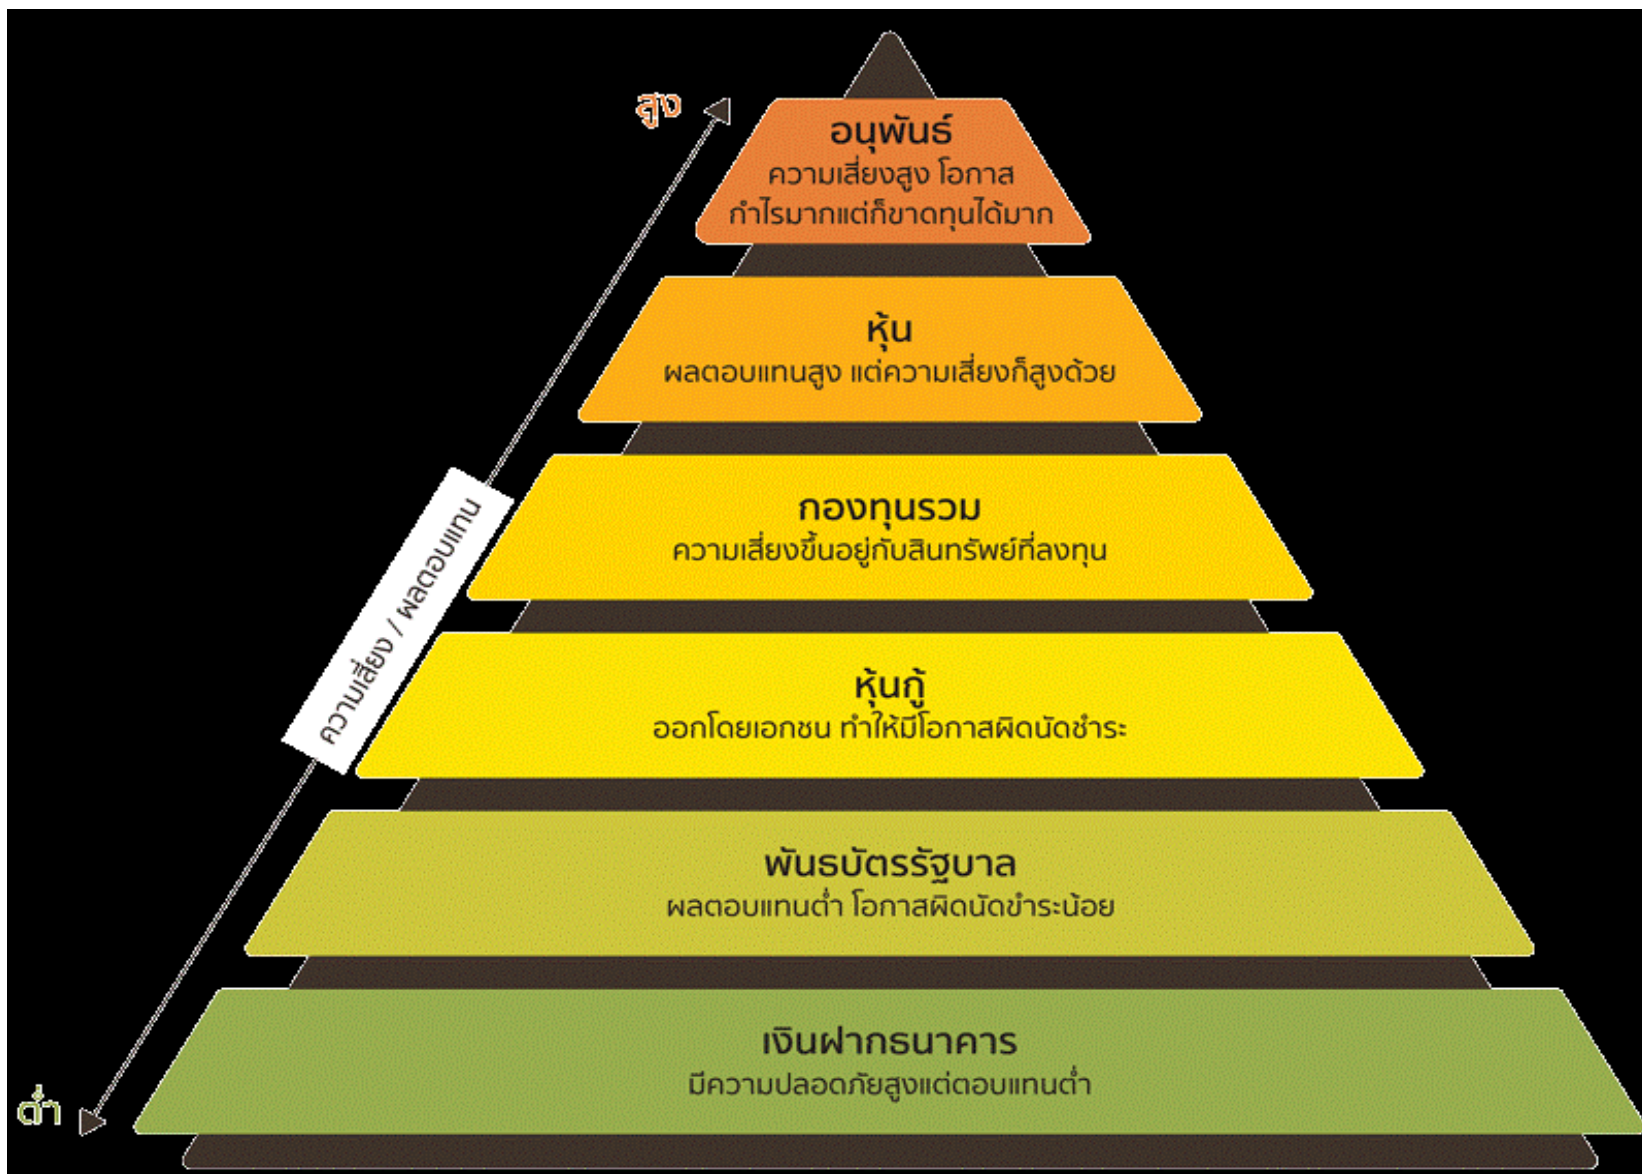 สูง
อนุพันธ์
ความเสี่ยงสูง โอกาส
กำไรมากแต่ก็ขาดทุนได้มาก
หุ้น
ผลตอบแทนสูง แต่ความเสี่ยงก็สูงด้วย
กองทุนรวม
ความเสี่ยงขึ้นอยู่กับสินทรัพย์ที่ลงทุน
ความเสี่ยง / ผลตอบแทน
หุ้นกู้
ออกโดยเอกชน ทำให้มีโอกาสผิดนัดชำระ
พันธบัตรรัฐบาล
ผลตอบแทนต่ำ โอกาสผิดนัดขำระน้อย
เงินฝากธนาคาร
มีความปลอดภัยสูงแต่ตอบแทนต่ำ
ต่ำ